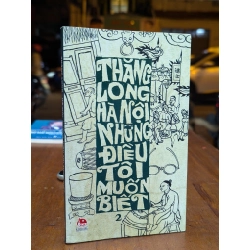 THĂNG
LONG
HÀ NỘI
NHỮNG
ĐIỀU
TÔI
MUỐN
BIẾT
2